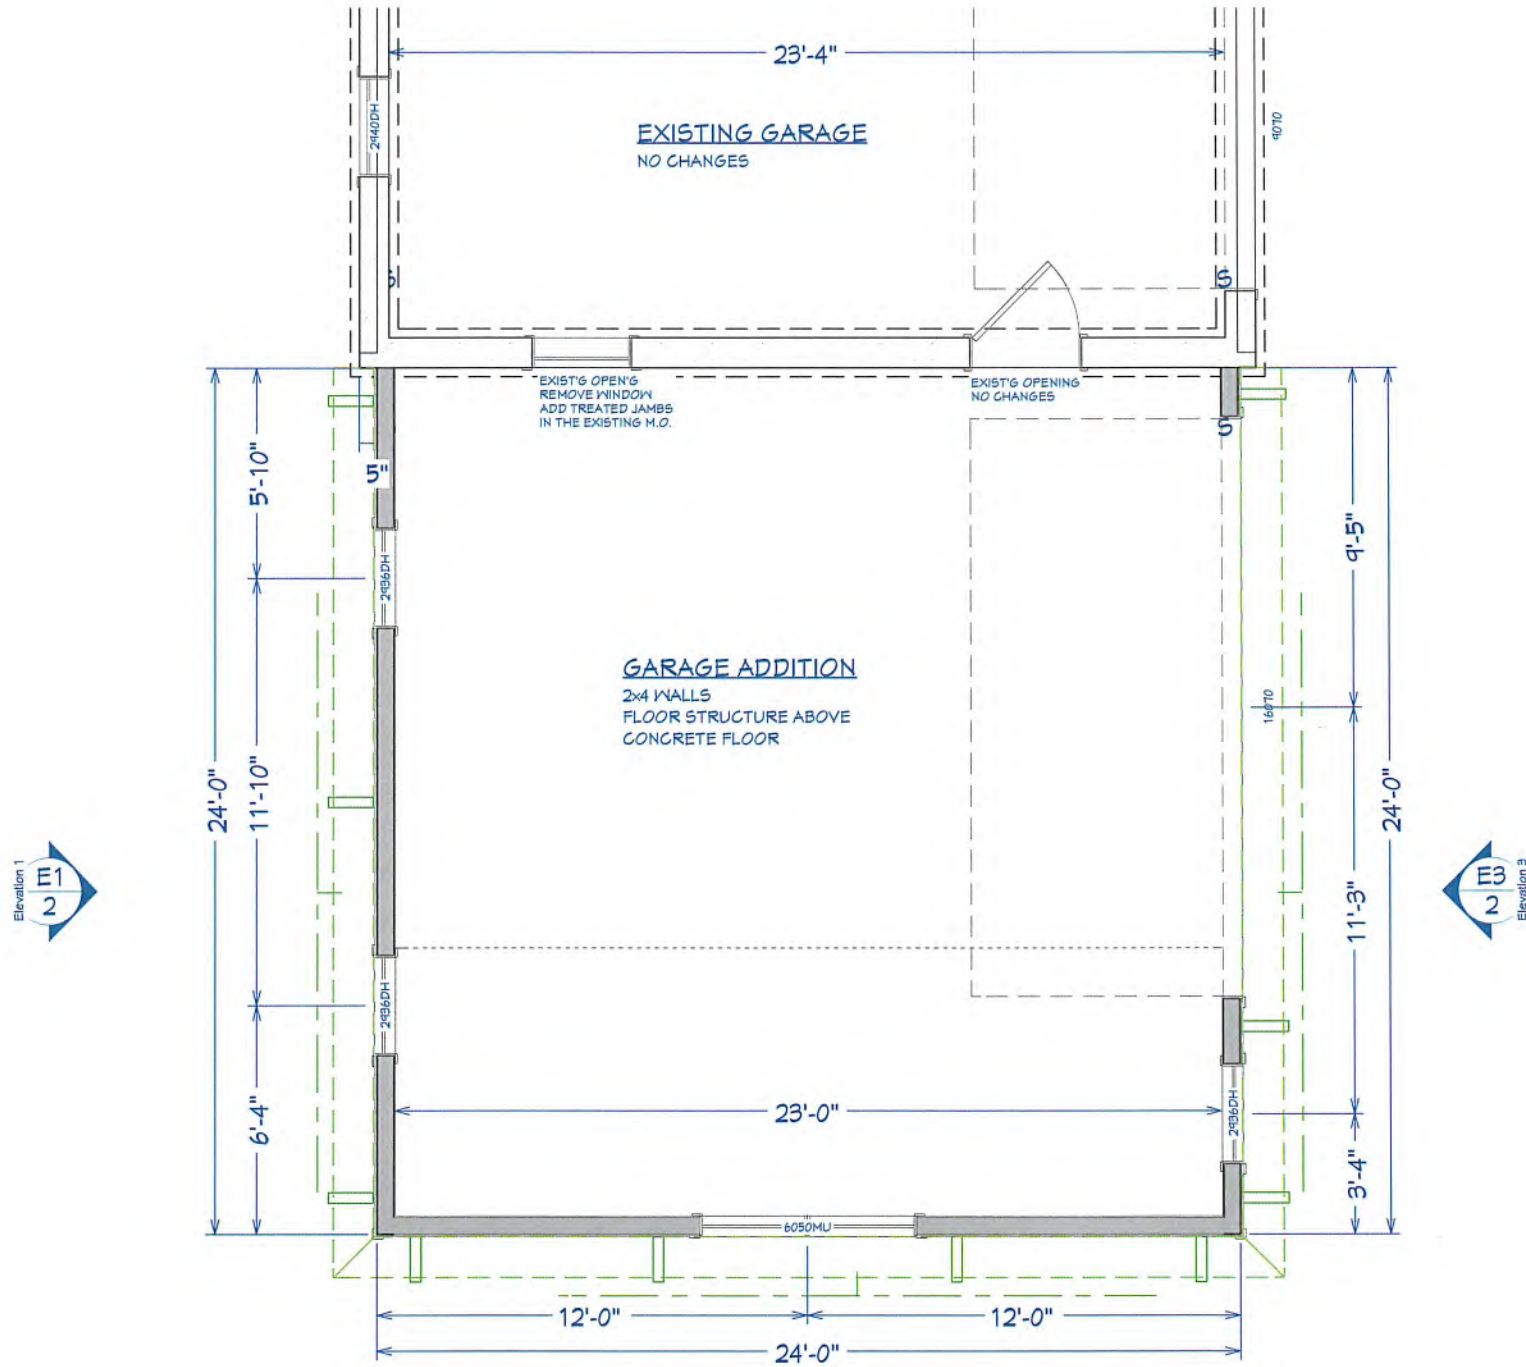 23'-4"
2940DH
EXISTING GARAGE
NO CHANGES
9070
S
S
EXIST'G OPEN'G
REMOVE WINDOW
ADD TREATED JAMBS
IN THE EXISTING M.O.
EXIST'G OPENING
NO CHANGES
S
5'-10"
5"
9'-5"
2936DH
GARAGE ADDITION
2x4 WALLS
FLOOR STRUCTURE ABOVE
CONCRETE FLOOR
16070
24'-0"
11'-10"
24'-0"
Elevation 1
E1
2
E3
2
Elevation 3
11'-3"
2936DH
6'-4"
23'-0"
2936DH
3'-4"
6050MU
12'-0"
12'-0"
24'-0"